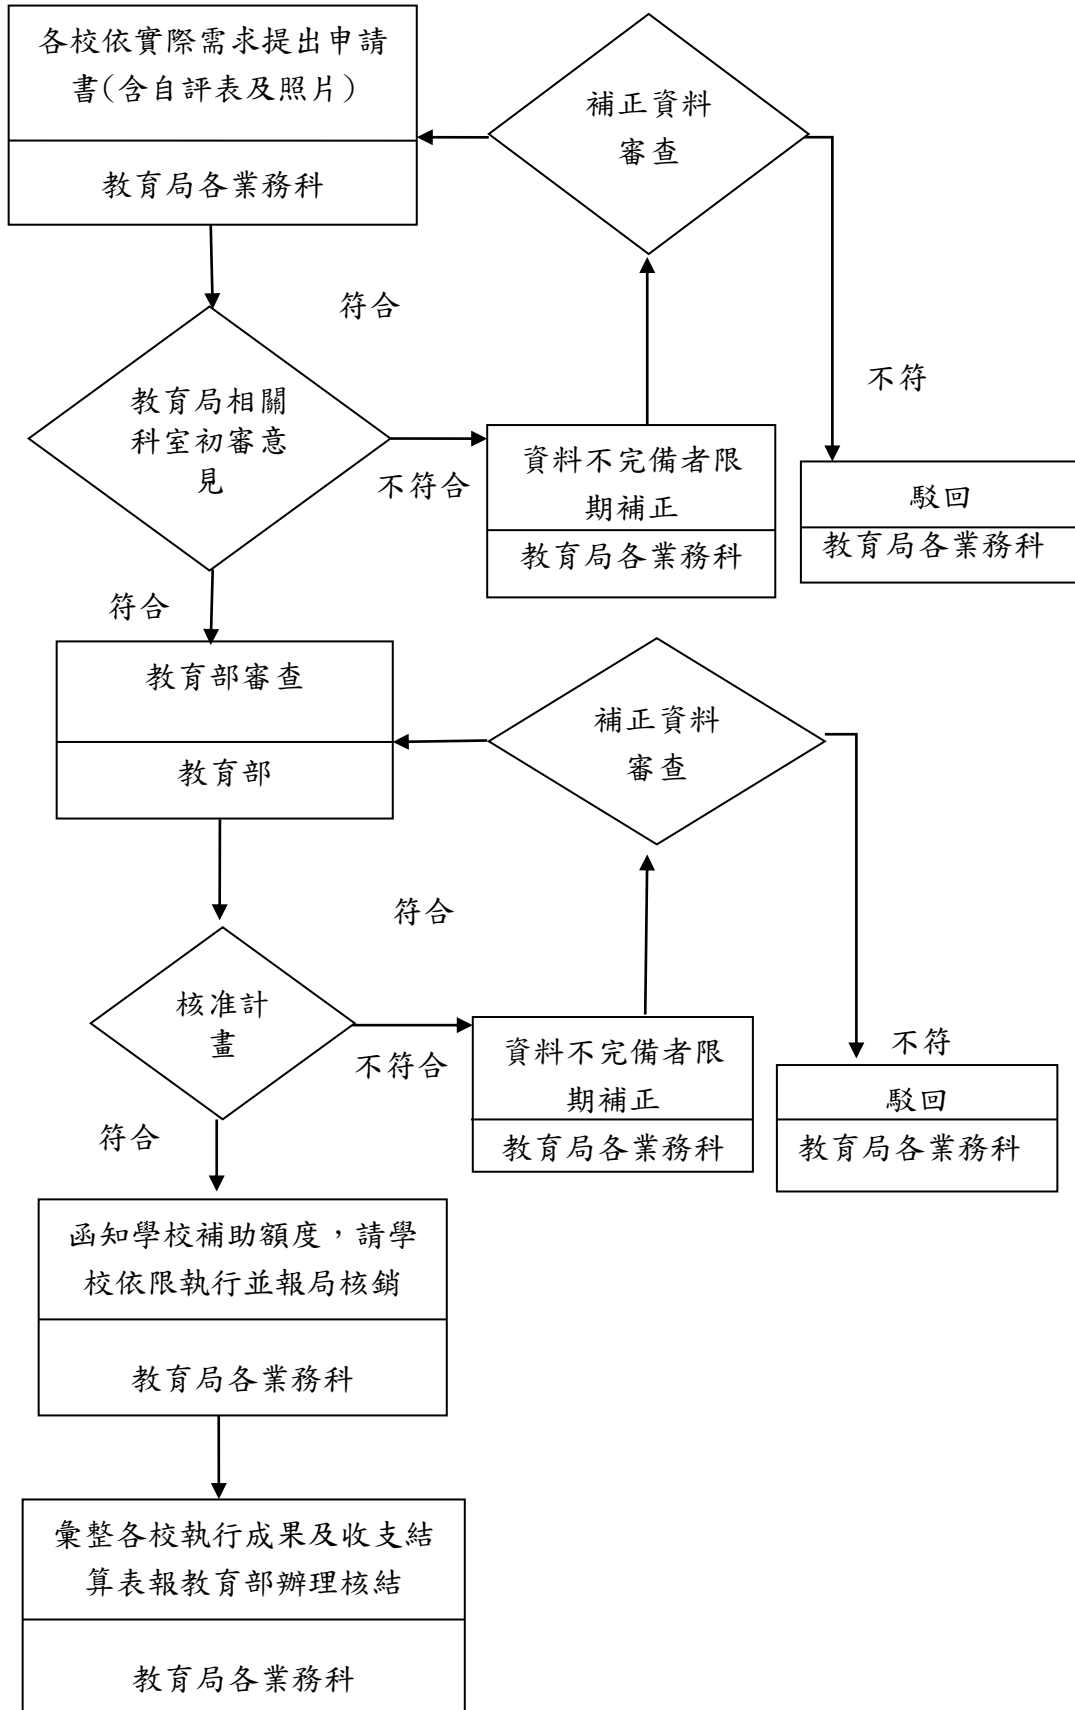 各校依實際需求提出申請
書(含自評表及照片)
教育局各業務科
補正資料
審查
符合
不符
教育局相關
科室初審意
見
不符合
資料不完備者限
期補正
教育局各業務科
駁回
教育局各業務科
符合
教育部審查
教育部
補正資料
審查
符合
核准計
畫
不符合
資料不完備者限
期補正
教育局各業務科
不符
駁回
教育局各業務科
符合
函知學校補助額度，請學
校依限執行並報局核銷
教育局各業務科
彙整各校執行成果及收支結
算表報教育部辦理核結
教育局各業務科